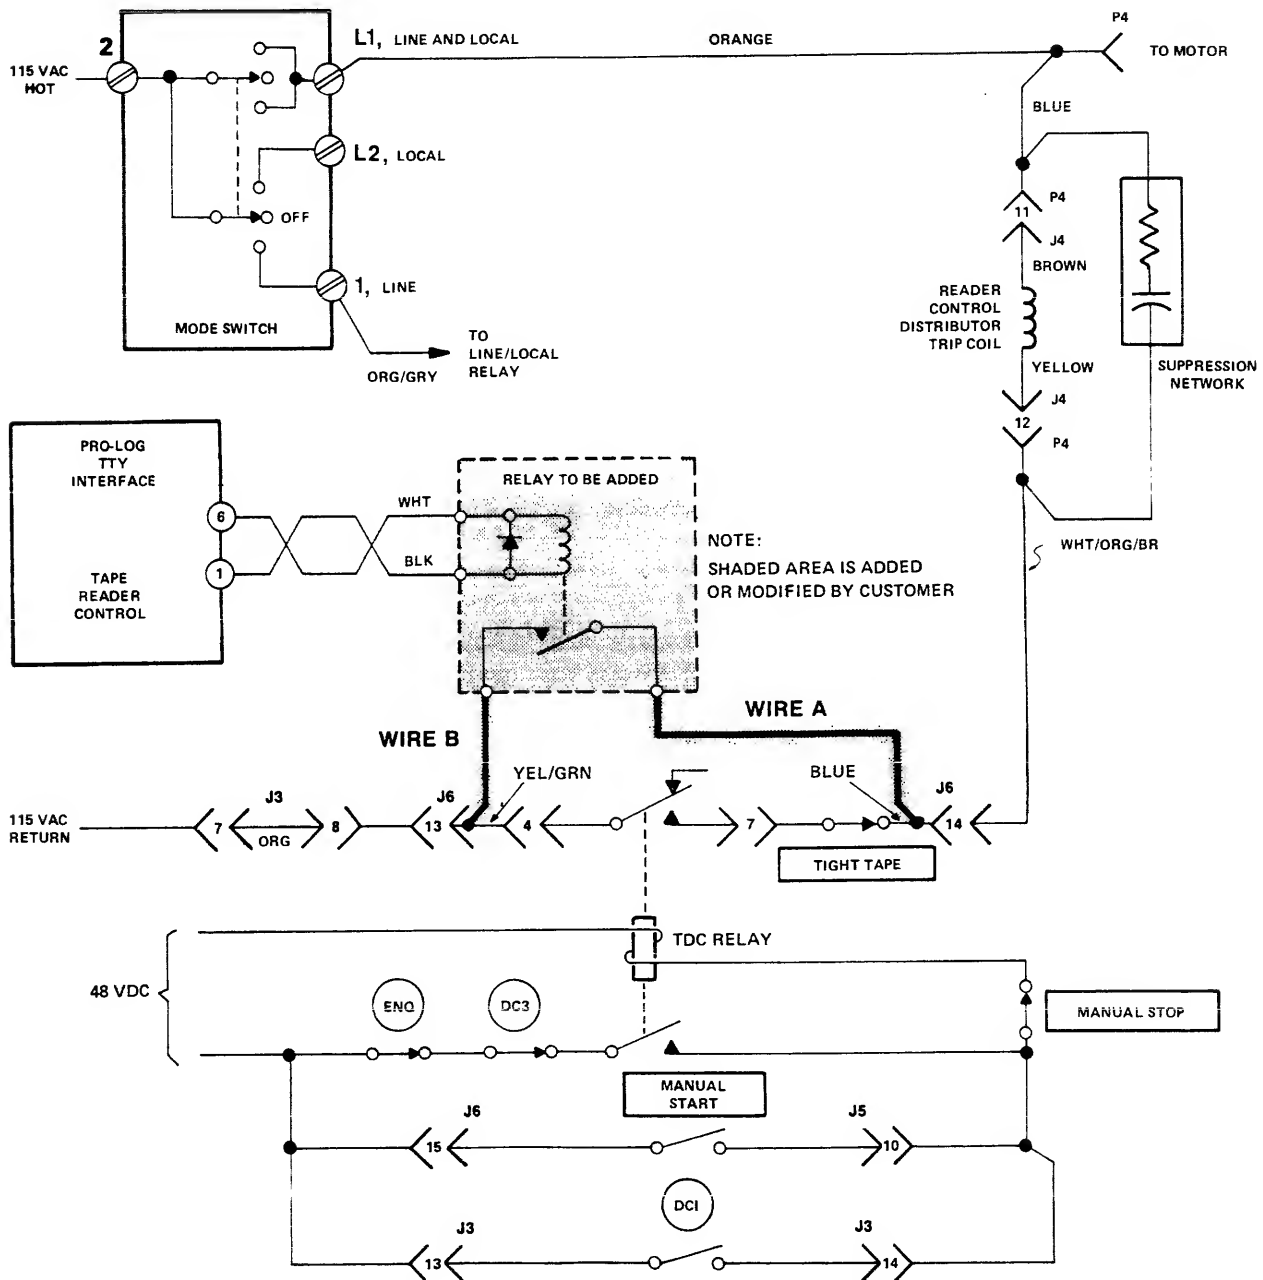 2
L1, LINE AND LOCAL
ORANGE
P4
TO MOTOR
115 VAC
HOT
BLUE
L2, LOCAL
OFF
11
P4
J4
BROWN
1, LINE
MODE SWITCH
READER
CONTROL
DISTRIBUTOR
TRIP COIL
TO
LINE/LOCAL
RELAY
ORG/GRY
YELLOW
SUPPRESSION
NETWORK
J4
12
P4
PRO-LOG
TTY
INTERFACE
RELAY TO BE ADDED
WHT
6
BLK
1
TAPE
READER
CONTROL
NOTE:
SHADED AREA IS ADDED
OR MODIFIED BY CUSTOMER
WHT/ORG/BR
WIRE A
WIRE B
YEL/GRN
BLUE
J3
J6
J6
115 VAC
RETURN
7
ORG
8
13
4
7
14
TIGHT TAPE
TDC RELAY
48 VDC
ENQ
DC3
MANUAL STOP
MANUAL
START
J6
J5
15
10
DC1
J3
J3
13
14